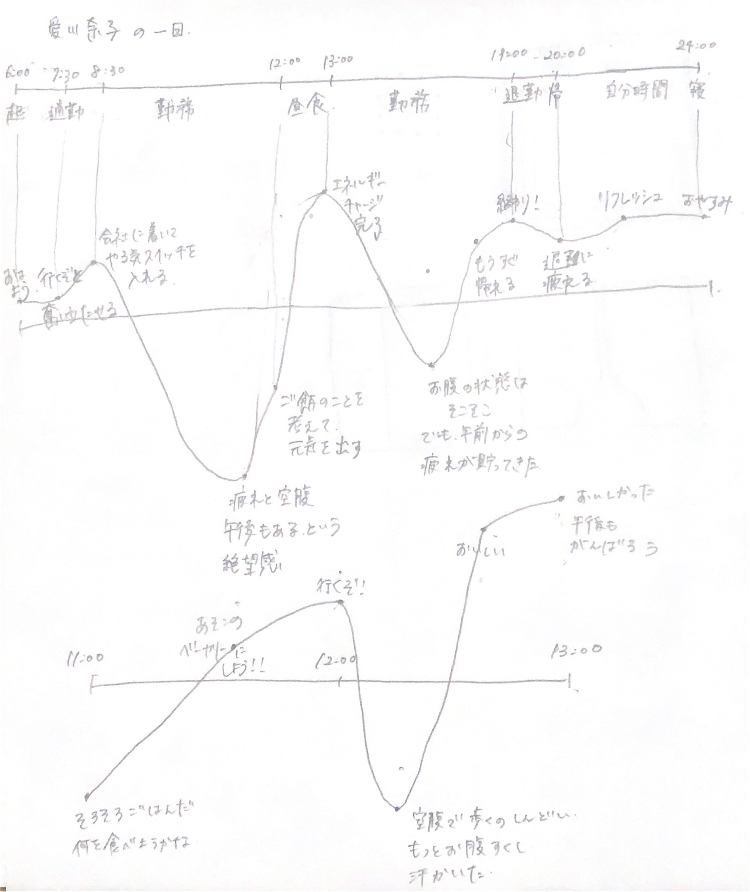 愛川奈子の一日.
6:00 7:30 8:30 12:00 13:00 19:00 20:00 24:00
起 通勤 勤務 昼食 勤務 退勤 帰 自分時間 寝
おは
よう
行くぞと
奮いたたせる
会社に着いて
やる気スイッチを
入れる
エネルギー
チャージ
完了
終わり!
もうすぐ
帰れる
退勤に
疲れる
リフレッシュ
おやすみ
ご飯のことを
考えて
元気を出す
お腹の状態は
そこそこ
でも、午前からの
疲れが貯ってきた
疲れと空腹
午後もある、という
絶望感
おいしかった
午後も
がんばろう
おいしい
行くぞ!
あそこの
ベーカリーに
しよう!!
11:00 12:00 13:00
そろそろごはんだ
何を食べようかな
空腹で歩くのしんどい
もっとお腹すくし
汗かいた